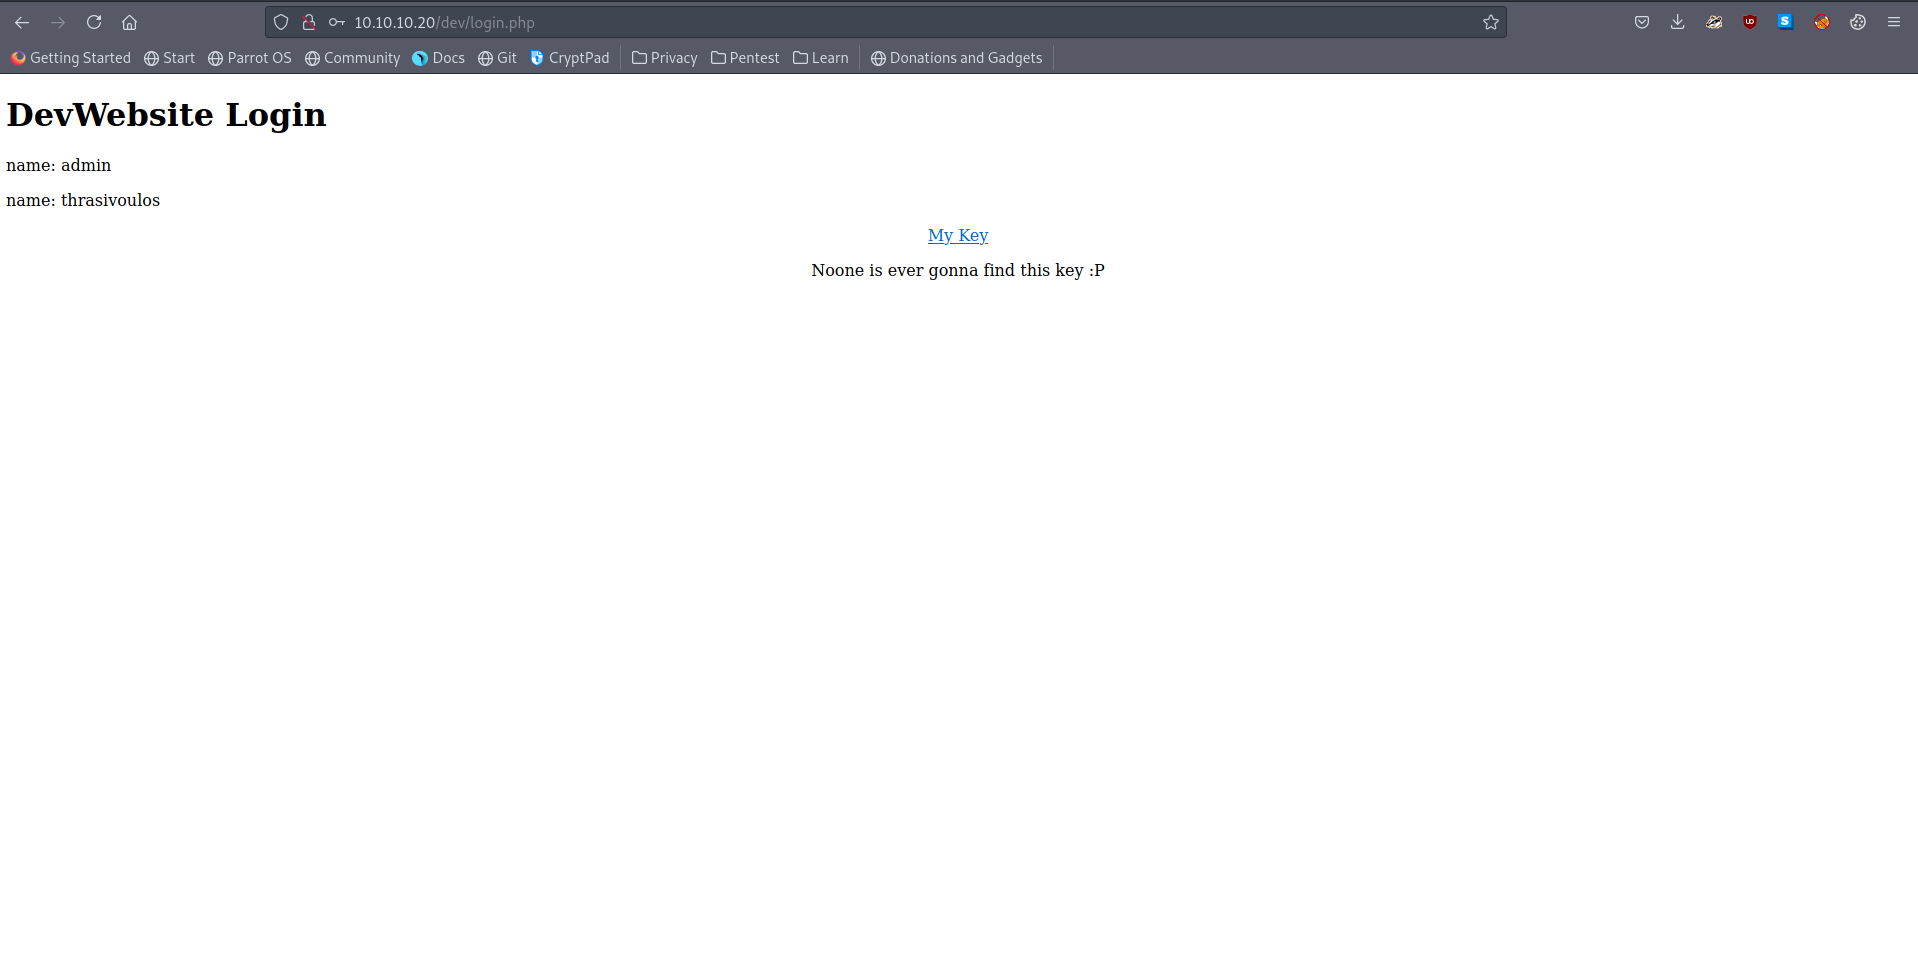 10.10.10.20/dev/login.php
Getting Started Start Parrot OS Community Docs Git CryptPad Privacy Pentest Learn Donations and Gadgets
DevWebsite Login
name: admin
name: thrasivoulos
My Key
Noone is ever gonna find this key :P